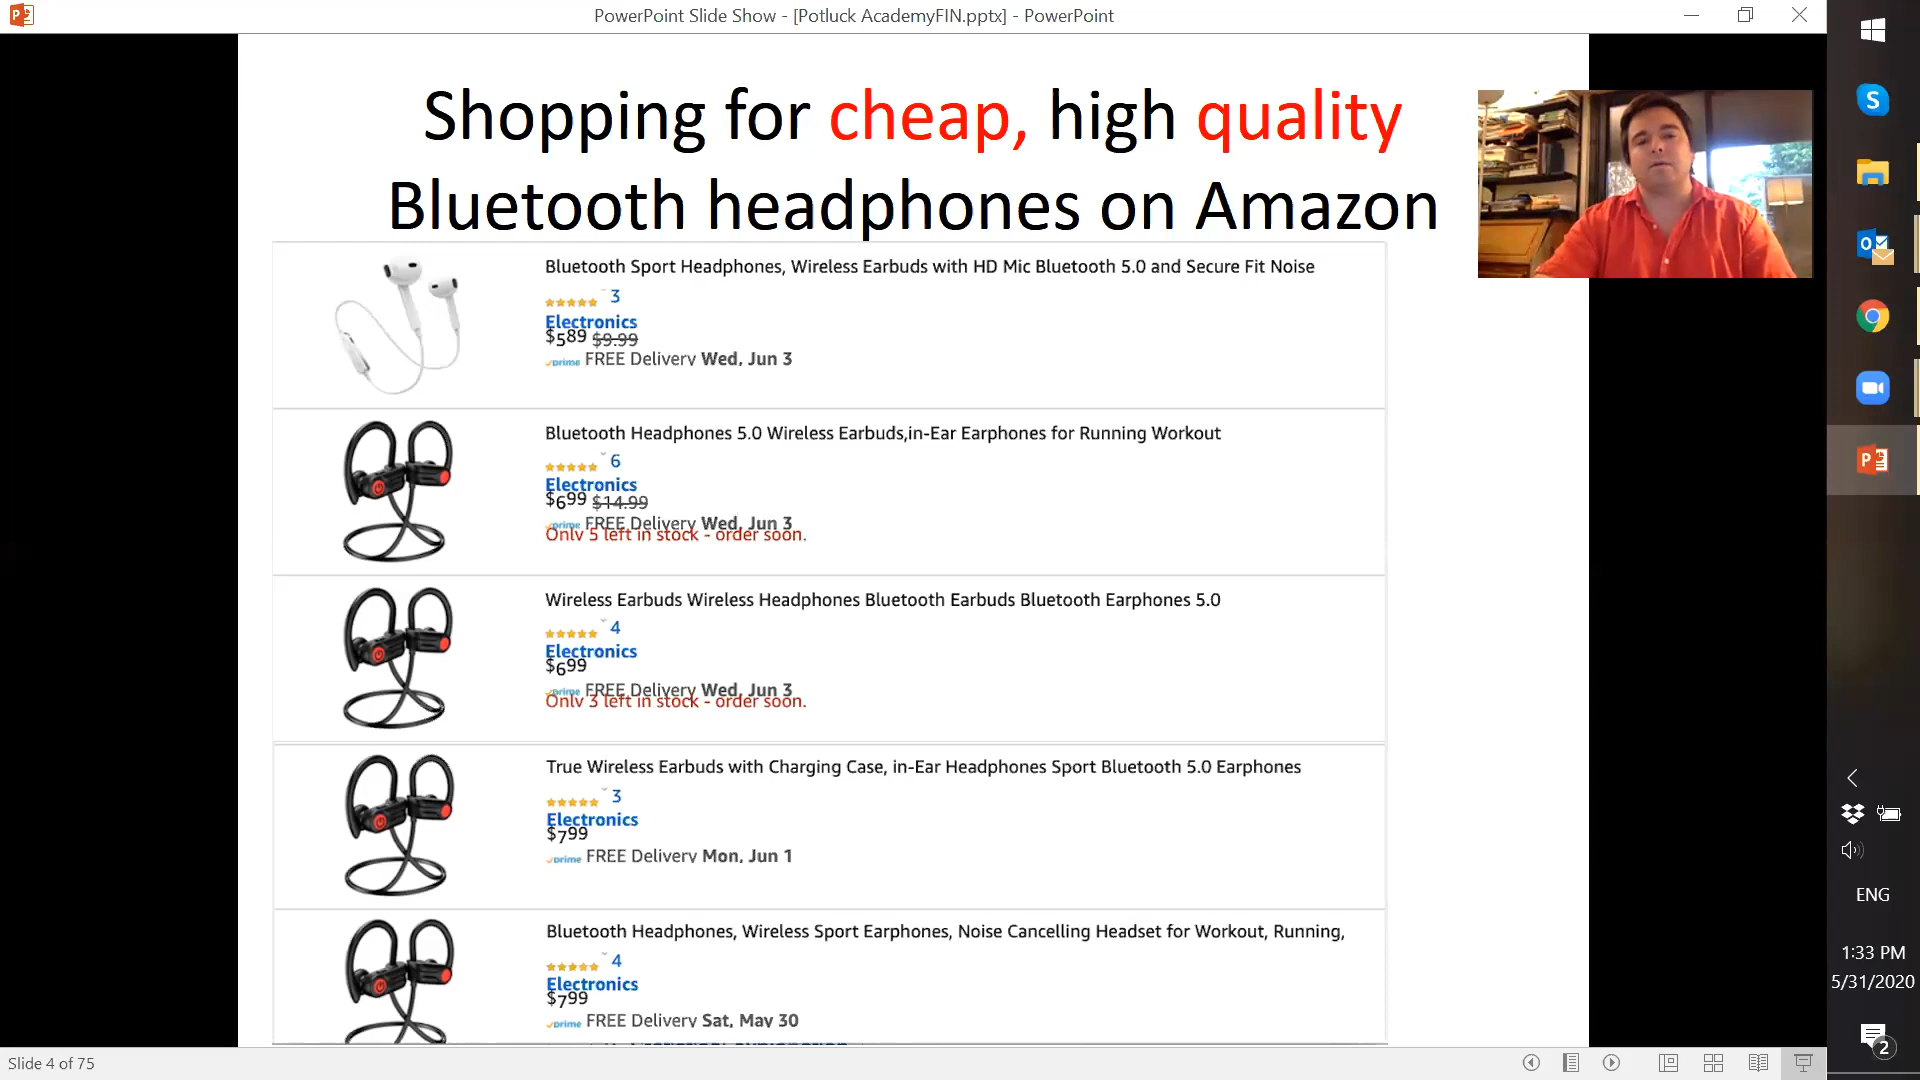 PowerPoint Slide Show - [Potluck AcademyFIN.pptx] - PowerPoint
Shopping for cheap, high quality
Bluetooth headphones on Amazon
Bluetooth Sport Headphones, Wireless Earbuds with HD Mic Bluetooth 5.0 and Secure Fit Noise
3
Electronics
$589 $9.99
prime FREE Delivery Wed, Jun 3
Bluetooth Headphones 5.0 Wireless Earbuds,in-Ear Earphones for Running Workout
6
Electronics
$699 $14.99
prime FREE Delivery Wed, Jun 3
Only 5 left in stock - order soon.
Wireless Earbuds Wireless Headphones Bluetooth Earbuds Bluetooth Earphones 5.0
4
Electronics
$699
prime FREE Delivery Wed, Jun 3
Only 3 left in stock - order soon.
True Wireless Earbuds with Charging Case, in-Ear Headphones Sport Bluetooth 5.0 Earphones
3
Electronics
$799
prime FREE Delivery Mon, Jun 1
Bluetooth Headphones, Wireless Sport Earphones, Noise Cancelling Headset for Workout, Running,
4
Electronics
$799
prime FREE Delivery Sat, May 30
ENG
1:33 PM
5/31/2020
2
Slide 4 of 75